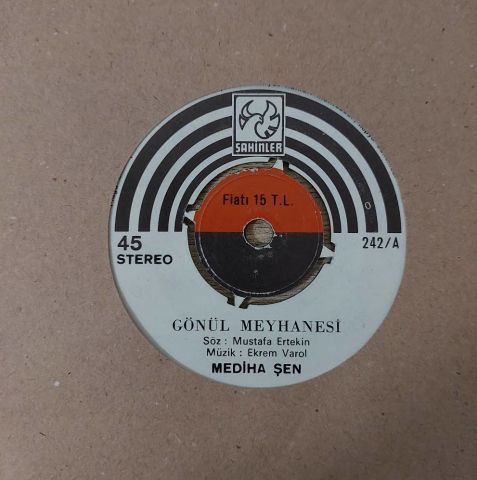 ŞAHİNLER
Fiatı 15 T.L.
45
STEREO
242/A
GÖNÜL MEYHANESİ
Söz : Mustafa Ertekin
Müzik : Ekrem Varol
MEDİHA ŞEN